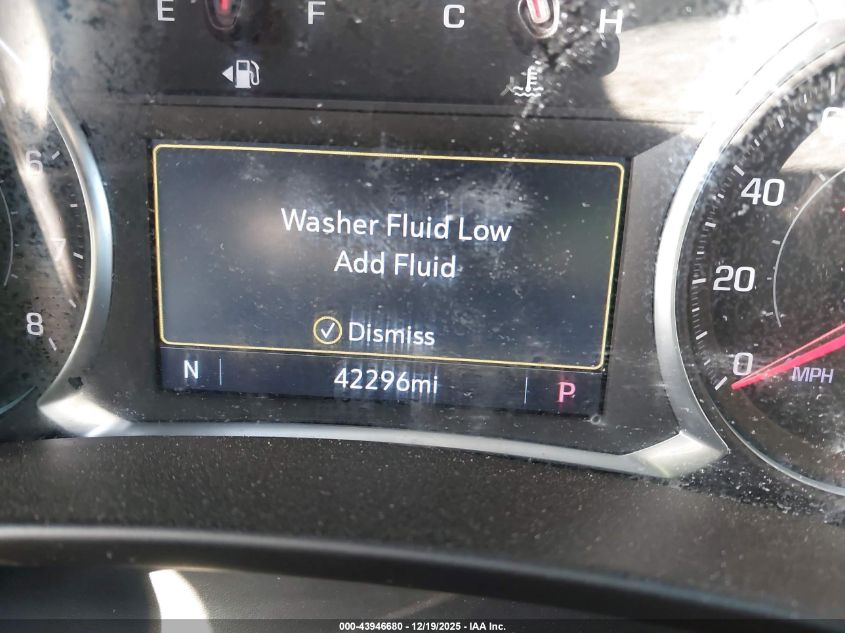 E F C H
6
7
8
40
20
0
MPH
Washer Fluid Low
Add Fluid
Dismiss
N 42296mi P
000-43946680 - 12/19/2025 - IAA Inc.